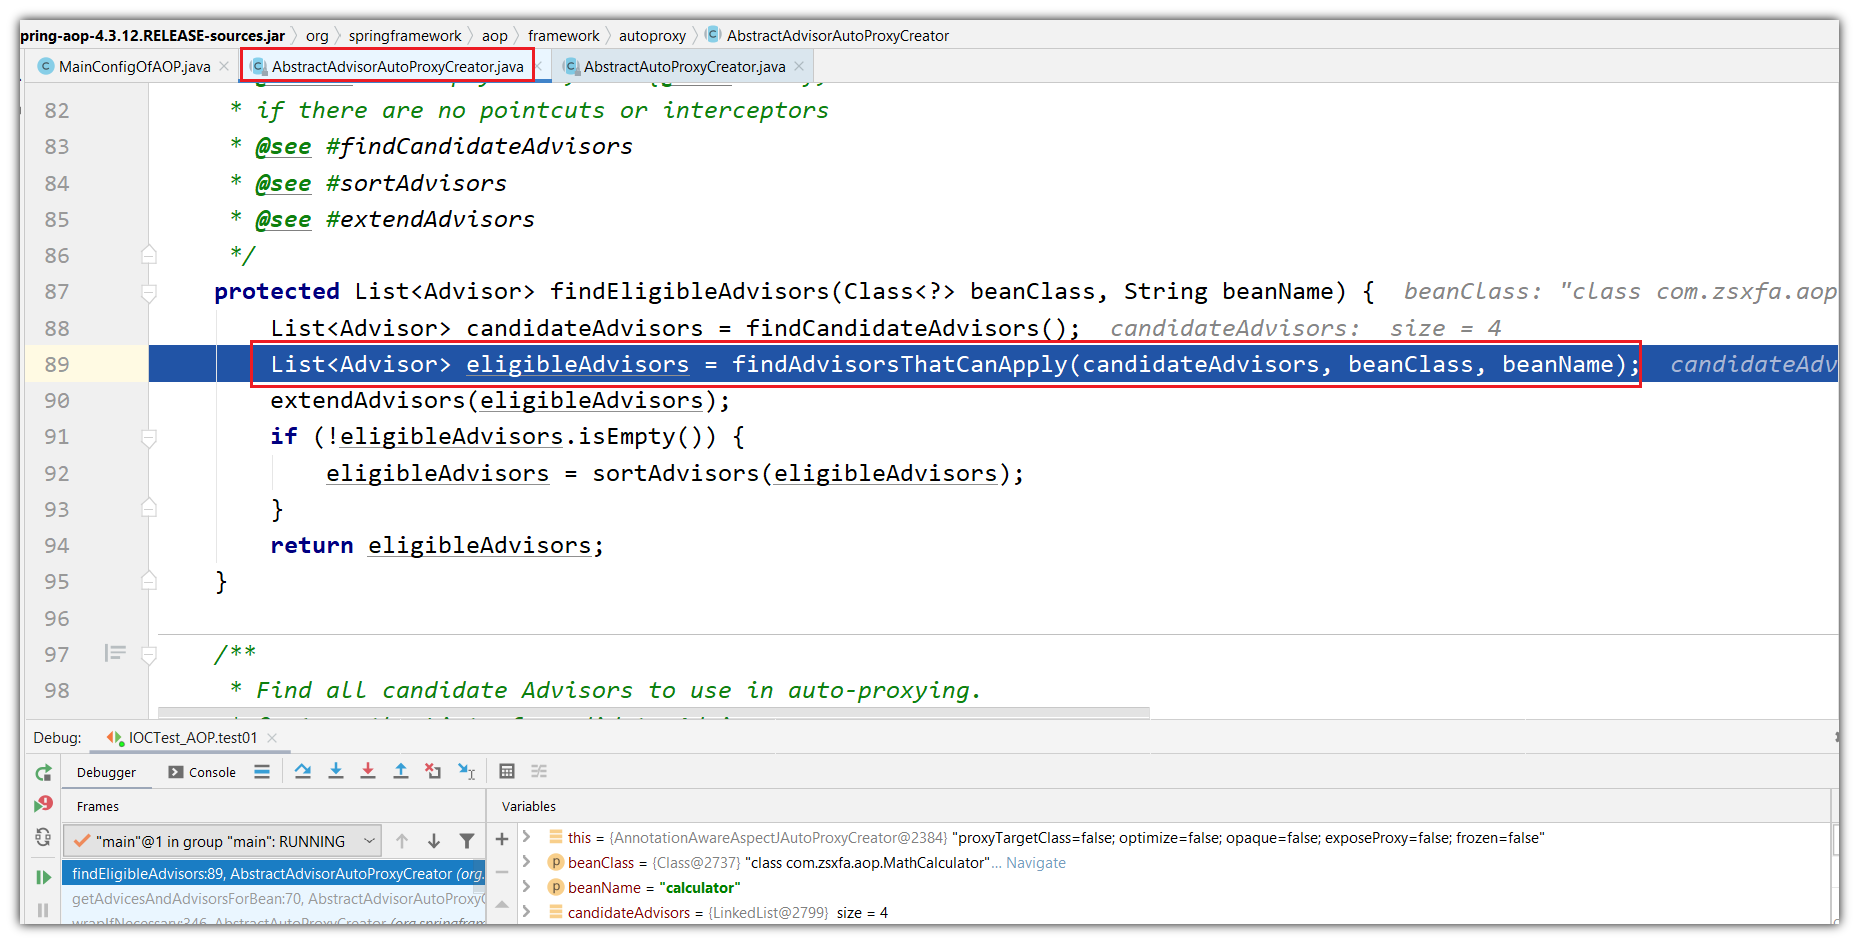 pring-aop-4.3.12.RELEASE-sources.jar org springframework aop framework autoproxy AbstractAdvisorAutoProxyCreator
MainConfigOfAOP.java AbstractAdvisorAutoProxyCreator.java AbstractAutoProxyCreator.java
82 * if there are no pointcuts or interceptors
83 * @see #findCandidateAdvisors
84 * @see #sortAdvisors
85 * @see #extendAdvisors
86 */
87 protected List<Advisor> findEligibleAdvisors(Class<?> beanClass, String beanName) { beanClass: "class com.zsxfa.aop
88 List<Advisor> candidateAdvisors = findCandidateAdvisors(); candidateAdvisors: size = 4
89 List<Advisor> eligibleAdvisors = findAdvisorsThatCanApply(candidateAdvisors, beanClass, beanName); candidateAdv
90 extendAdvisors(eligibleAdvisors);
91 if (!eligibleAdvisors.isEmpty()) {
92 eligibleAdvisors = sortAdvisors(eligibleAdvisors);
93 }
94 return eligibleAdvisors;
95 }
96
97 /**
98 * Find all candidate Advisors to use in auto-proxying.
Debug: IOCTest_AOP.test01
Debugger Console
Frames Variables
"main"@1 in group "main": RUNNING
this = {AnnotationAwareAspectJAutoProxyCreator@2384} "proxyTargetClass=false; optimize=false; opaque=false; exposeProxy=false; frozen=false"
beanClass = {Class@2737} "class com.zsxfa.aop.MathCalculator"... Navigate
findEligibleAdvisors:89, AbstractAdvisorAutoProxyCreator (org.
beanName = "calculator"
getAdvicesAndAdvisorsForBean:70, AbstractAdvisorAutoProxyC
candidateAdvisors = {LinkedList@2799} size = 4
wrapIfNecessary:346, AbstractAutoProxyCreator (org.springfram